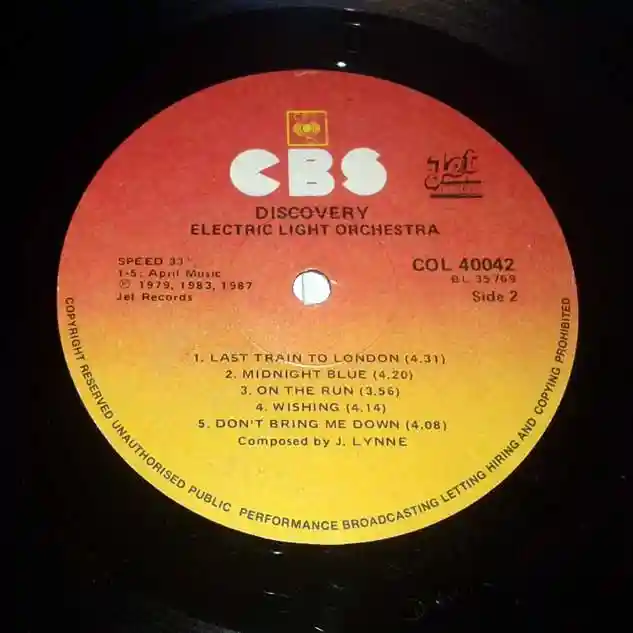 CBS
Jet
DISCOVERY
ELECTRIC LIGHT ORCHESTRA
SPEED 33
1-5: April Music
℗ 1979, 1983, 1987
Jet Records
COL 40042
BL 35769
Side 2
1. LAST TRAIN TO LONDON (4.31)
2. MIDNIGHT BLUE (4.20)
3. ON THE RUN (3.56)
4. WISHING (4.14)
5. DON'T BRING ME DOWN (4.08)
Composed by J. LYNNE
COPYRIGHT RESERVED UNAUTHORISED PUBLIC PERFORMANCE BROADCASTING LETTING HIRING AND COPYING PROHIBITED